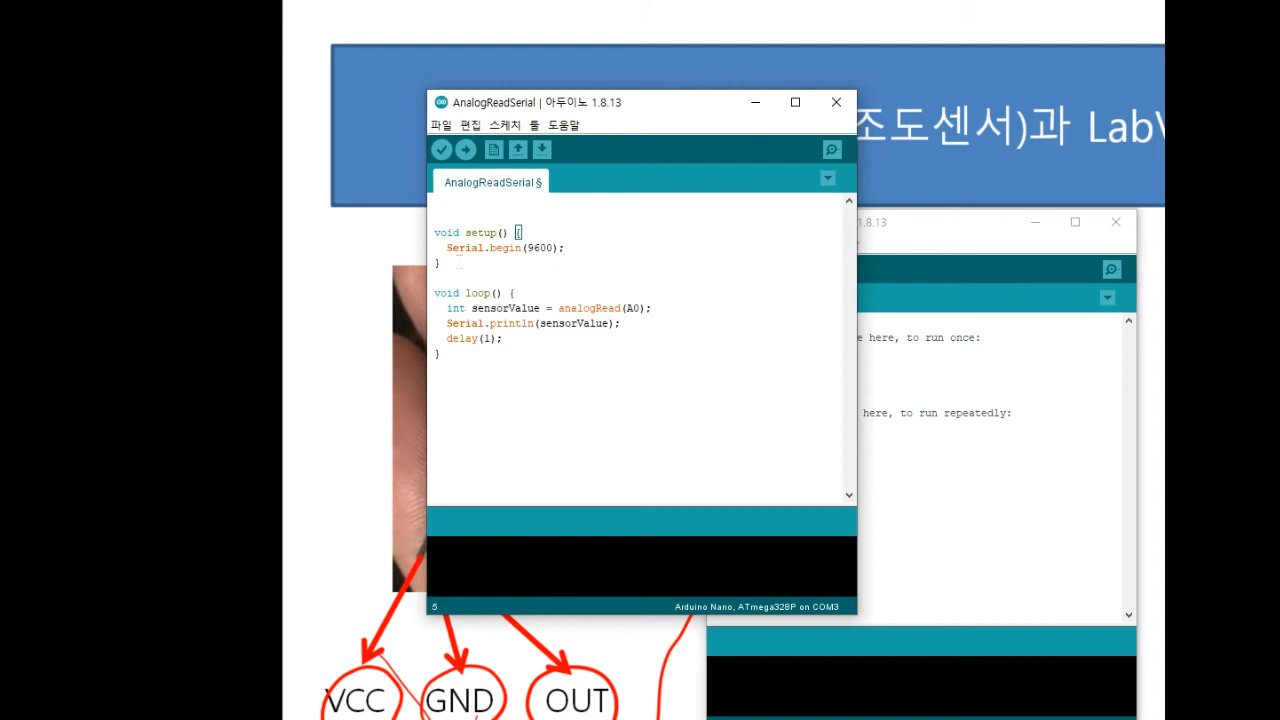 조도센서)과 LabV
AnalogReadSerial | 아두이노 1.8.13
파일 편집 스케치 툴 도움말
AnalogReadSerial §
void setup() {
Serial.begin(9600);
}
void loop() {
int sensorValue = analogRead(A0);
Serial.println(sensorValue);
delay(1);
}
5
Arduino Nano, ATmega328P on COM3
1.8.13
e here, to run once:
here, to run repeatedly:
VCC GND OUT